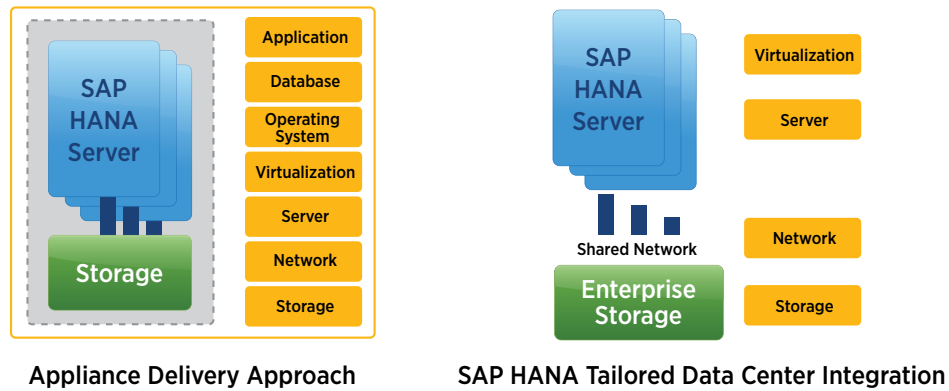 SAP
HANA
Server
Storage
Application
Database
Operating
System
Virtualization
Server
Network
Storage
Appliance Delivery Approach
SAP
HANA
Server
Shared Network
Enterprise
Storage
Virtualization
Server
Network
Storage
SAP HANA Tailored Data Center Integration